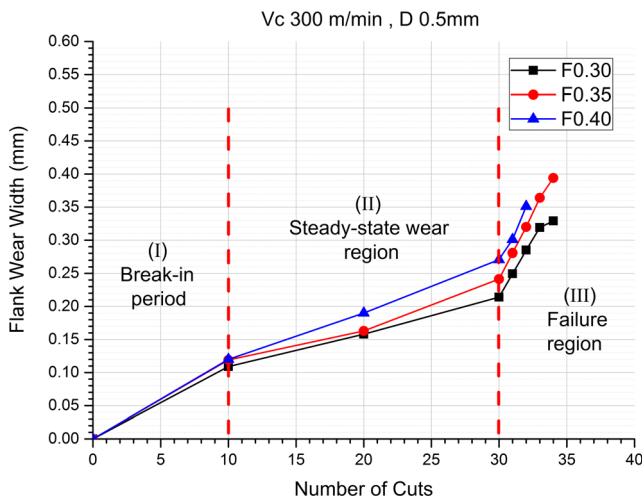 Vc 300 m/min , D 0.5mm
0.60
0.55
0.50
0.45
0.40
0.35
0.30
0.25
0.20
0.15
0.10
0.05
0.00
Flank Wear Width (mm)
F0.30
F0.35
F0.40
(I)
Break-in
period
(II)
Steady-state wear
region
(III)
Failure
region
0 5 10 15 20 25 30 35 40
Number of Cuts